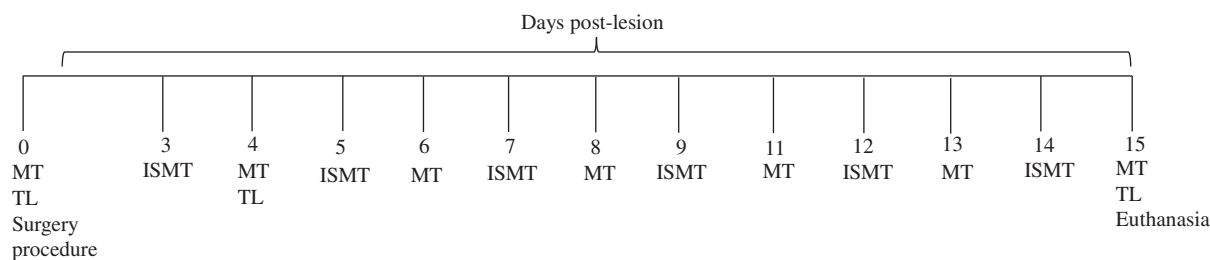 Days post-lesion
0 3 4 5 6 7 8 9 11 12 13 14 15
MT ISMT MT ISMT MT ISMT MT ISMT MT ISMT MT ISMT MT
TL TL TL
Surgery Euthanasia
procedure